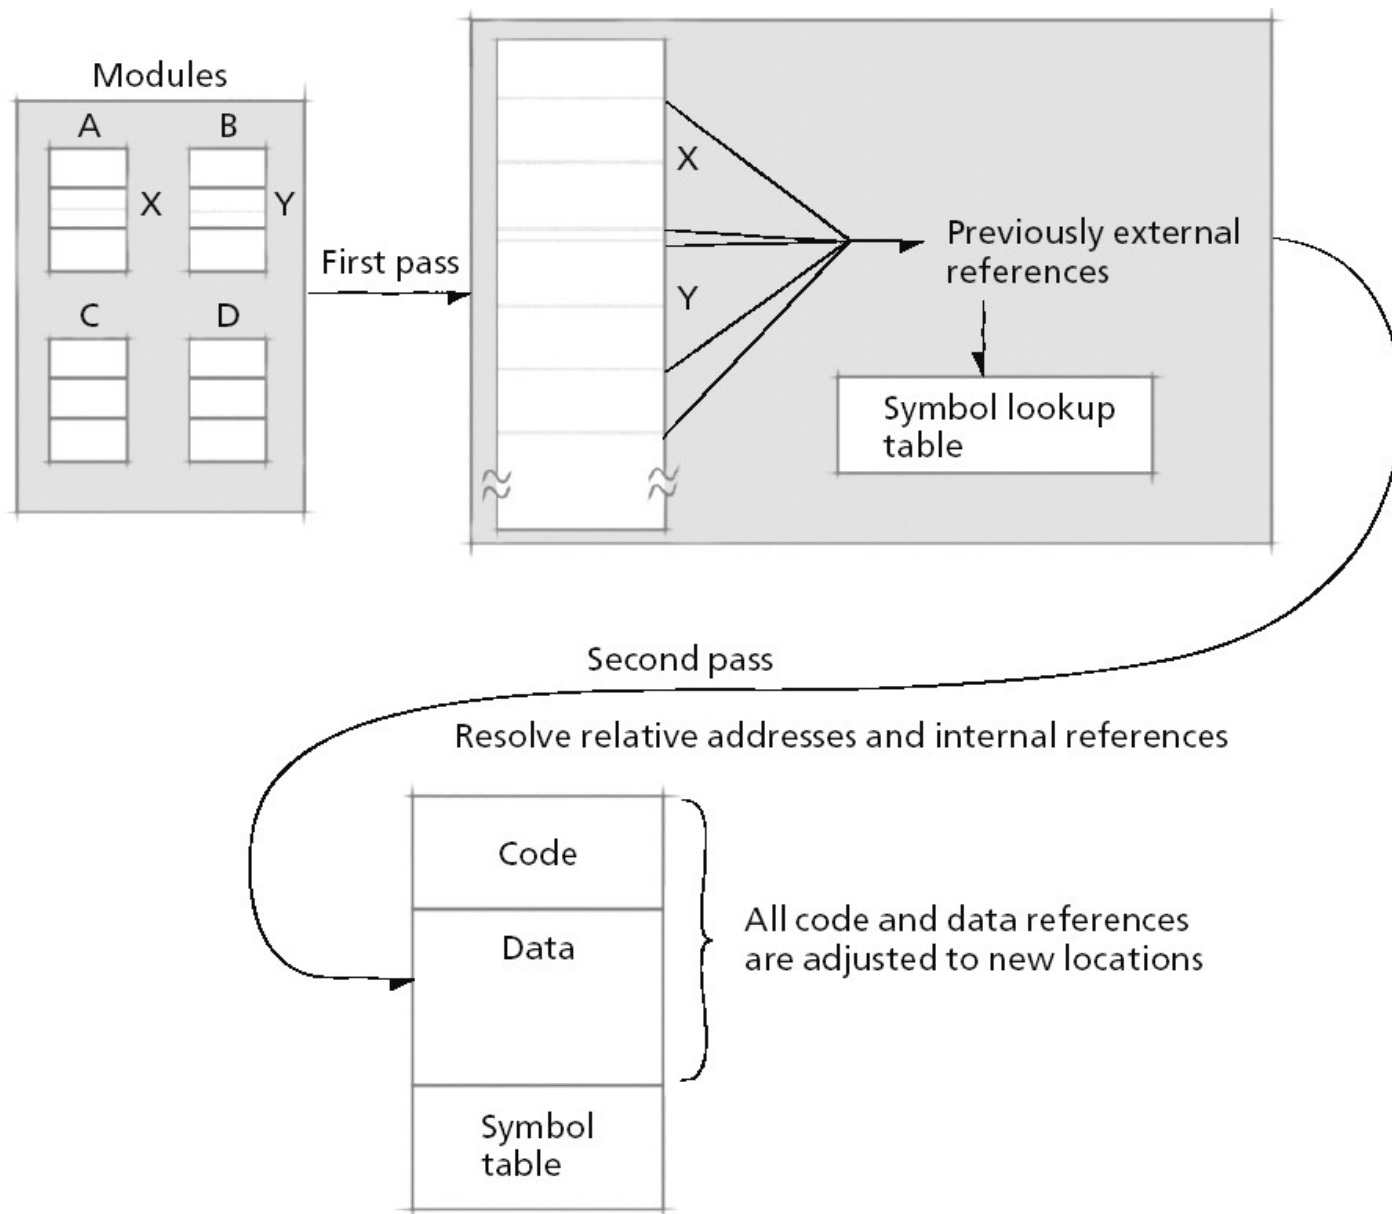 Modules
A
B
X
Y
C
D
First pass
X
Y
Previously external
references
Symbol lookup
table
Second pass
Resolve relative addresses and internal references
Code
Data
All code and data references
are adjusted to new locations
Symbol
table